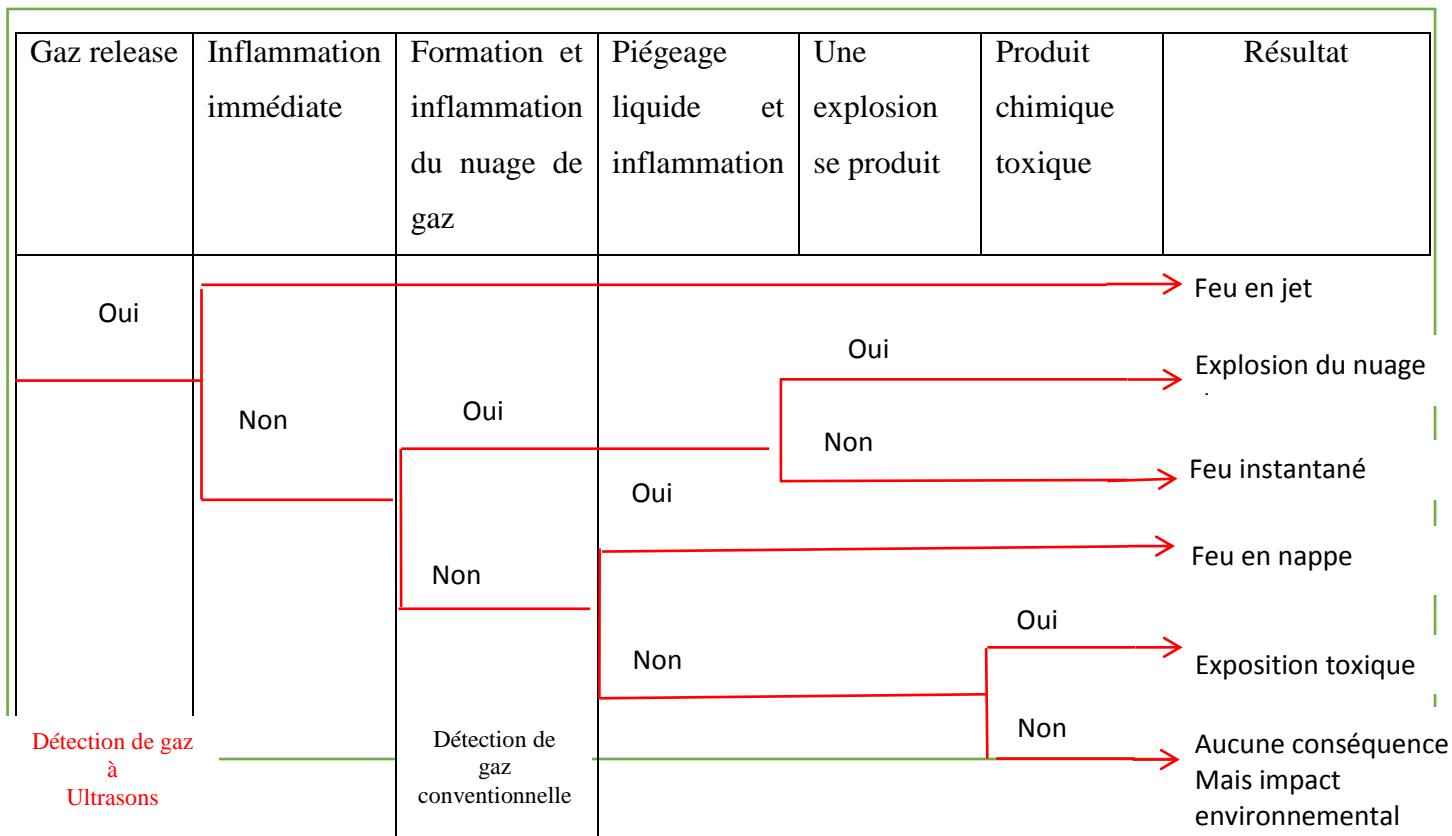 Gaz release
Inflammation
immédiate
Formation et
inflammation
du nuage de
gaz
Piégeage
liquide et
inflammation
Une
explosion
se produit
Produit
chimique
toxique
Résultat
Oui
Feu en jet
Oui
Explosion du nuage
Non
Oui
Non
Feu instantané
Oui
Feu en nappe
Non
Oui
Non
Exposition toxique
Non
Aucune conséquence
Mais impact
environnemental
Détection de gaz
à
Ultrasons
Détection de
gaz
conventionnelle